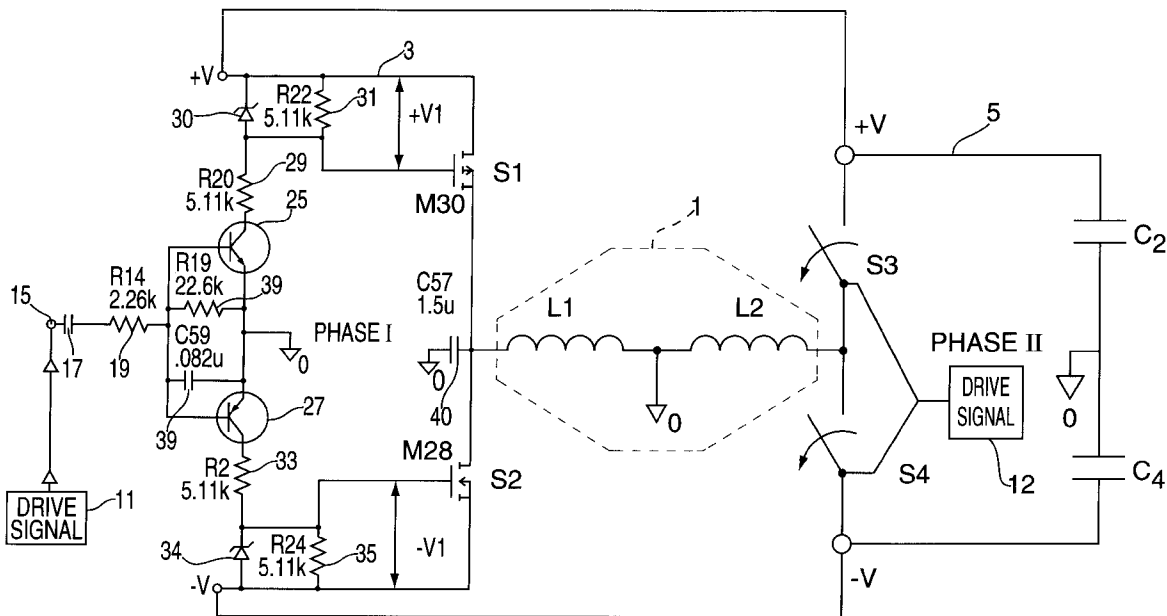 3
+V
R22
5.11k
31
+V1
30
+V
5
R20
5.11k
29
S1
M30
25
1
C2
R19
22.6k
39
R14
2.26k
C57
1.5u
L1
L2
S3
15
PHASE I
0
C59
.082u
17
19
0
40
0
PHASE II
DRIVE
SIGNAL
12
0
39
27
M28
S2
S4
C4
R2
5.11k
33
11
DRIVE
SIGNAL
34
R24
5.11k
35
-V1
-V
-V